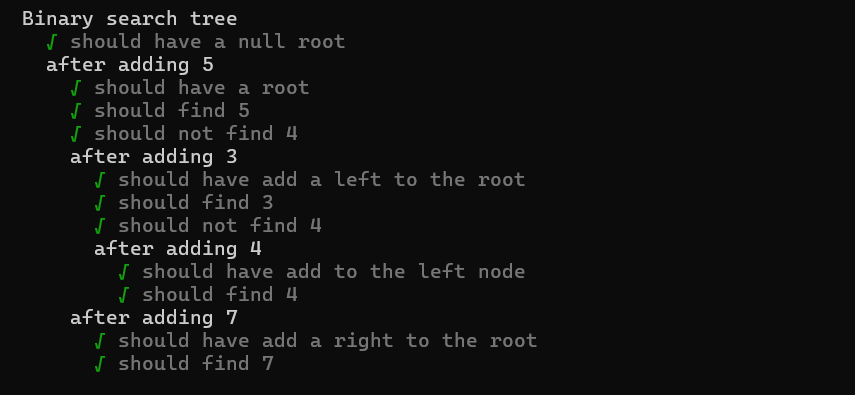 Binary search tree
√ should have a null root
after adding 5
√ should have a root
√ should find 5
√ should not find 4
after adding 3
√ should have add a left to the root
√ should find 3
√ should not find 4
after adding 4
√ should have add to the left node
√ should find 4
after adding 7
√ should have add a right to the root
√ should find 7